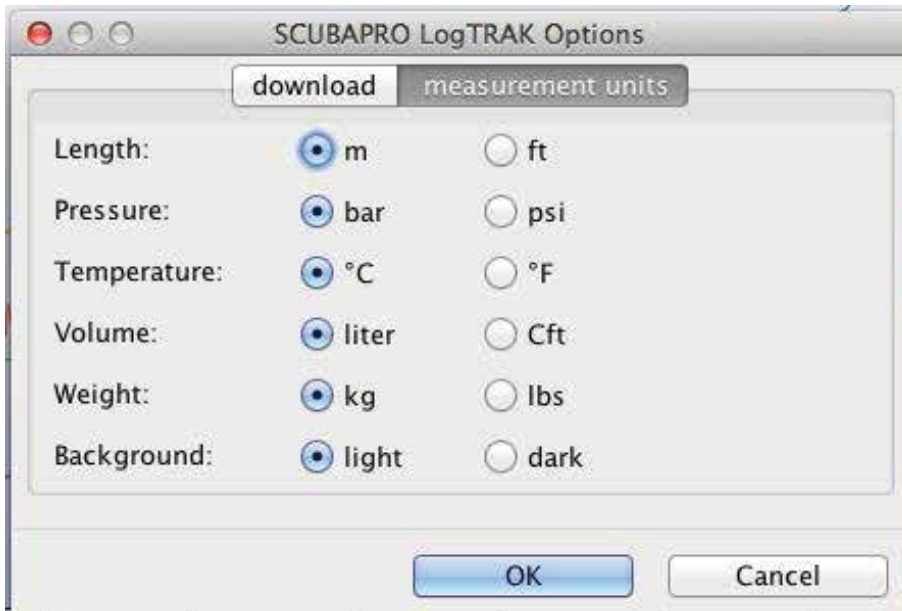 SCUBAPRO LogTRAK Options
download measurement units
Length: m ft
Pressure: bar psi
Temperature: °C °F
Volume: liter Cft
Weight: kg lbs
Background: light dark
OK Cancel